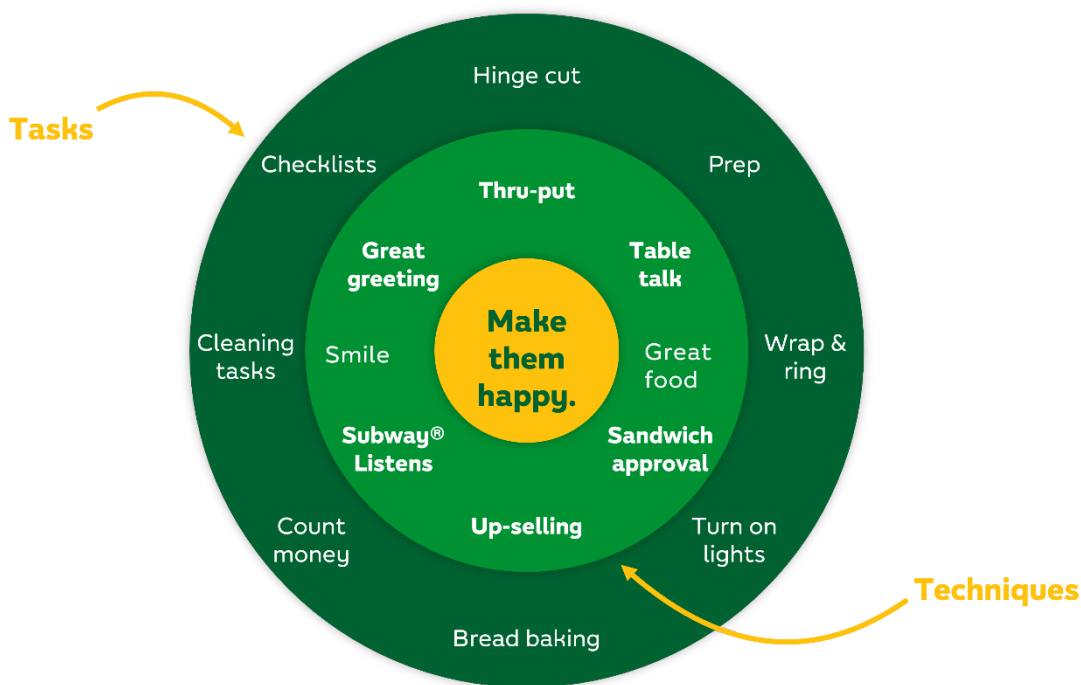 Hinge cut
Tasks
Checklists
Prep
Thru-put
Great
greeting
Table
talk
Make
them
happy.
Cleaning
tasks
Smile
Great
food
Wrap &
ring
Subway®
Listens
Sandwich
approval
Count
money
Up-selling
Turn on
lights
Techniques
Bread baking